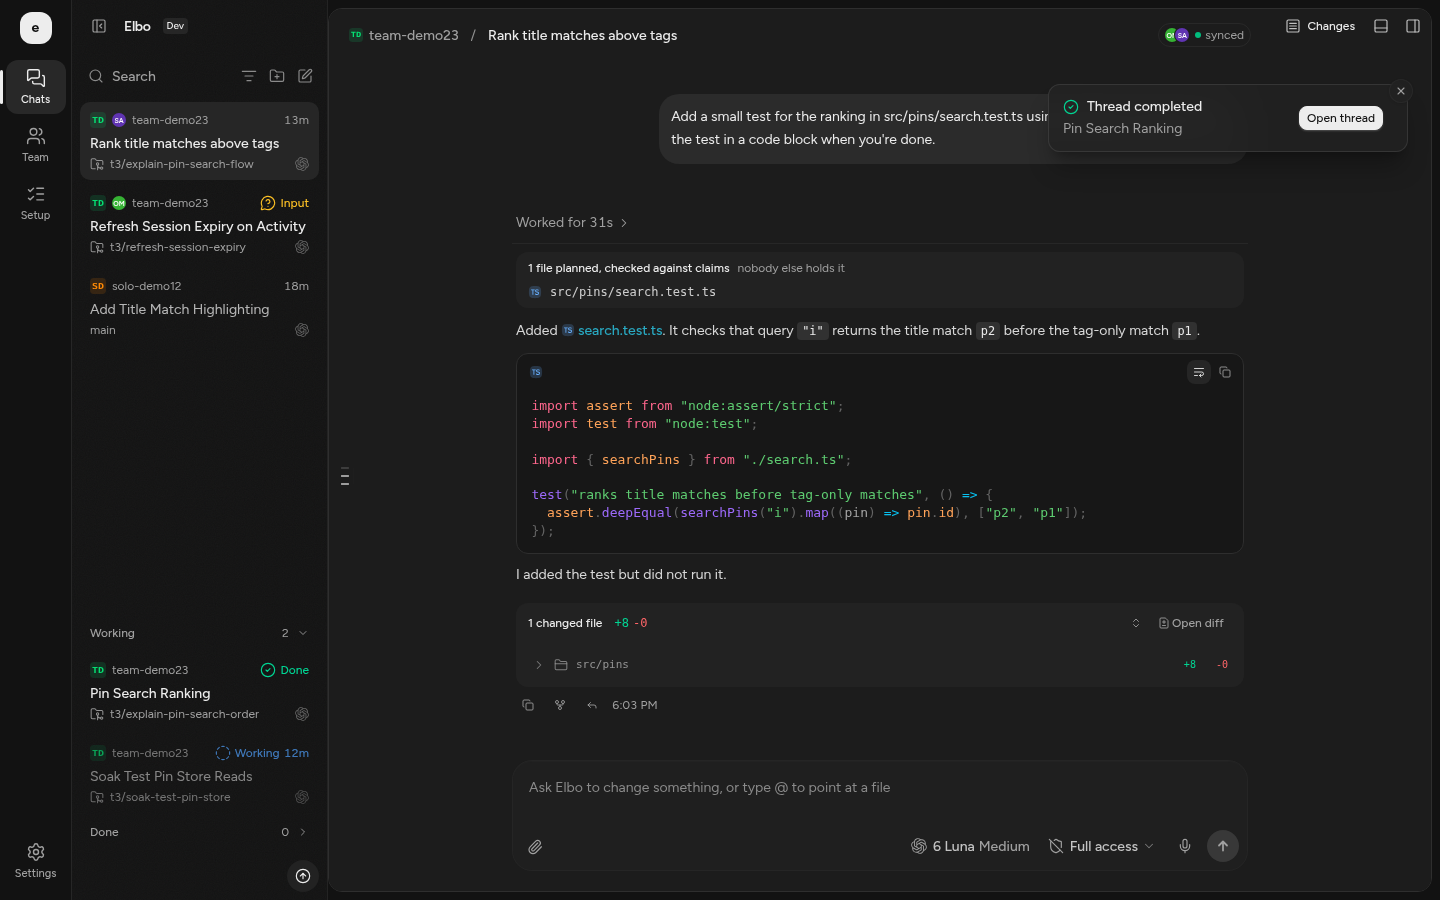 e
Chats
Team
Setup
Settings
Elbo Dev
Search
TD SA team-demo23 13m
Rank title matches above tags
t3/explain-pin-search-flow
TD OM team-demo23 Input
Refresh Session Expiry on Activity
t3/refresh-session-expiry
SD solo-demo12 18m
Add Title Match Highlighting
main
Working 2
TD team-demo23 Done
Pin Search Ranking
t3/explain-pin-search-order
TD team-demo23 Working 12m
Soak Test Pin Store Reads
t3/soak-test-pin-store
Done 0
TD team-demo23 / Rank title matches above tags
SA synced
Changes
Thread completed
Pin Search Ranking
Open thread
Add a small test for the ranking in src/pins/search.test.ts
the test in a code block when you're done.
Worked for 31s
1 file planned, checked against claims nobody else holds it
TS src/pins/search.test.ts
Added TS search.test.ts. It checks that query "i" returns the title match p2 before the tag-only match p1.
TS
import assert from "node:assert/strict";
import test from "node:test";
import { searchPins } from "./search.ts";
test("ranks title matches before tag-only matches", () => {
  assert.deepEqual(searchPins("i").map((pin) => pin.id), ["p2", "p1"]);
});
I added the test but did not run it.
1 changed file +8 -0
Open diff
src/pins +8 -0
6:03 PM
Ask Elbo to change something, or type @ to point at a file
6 Luna Medium
Full access